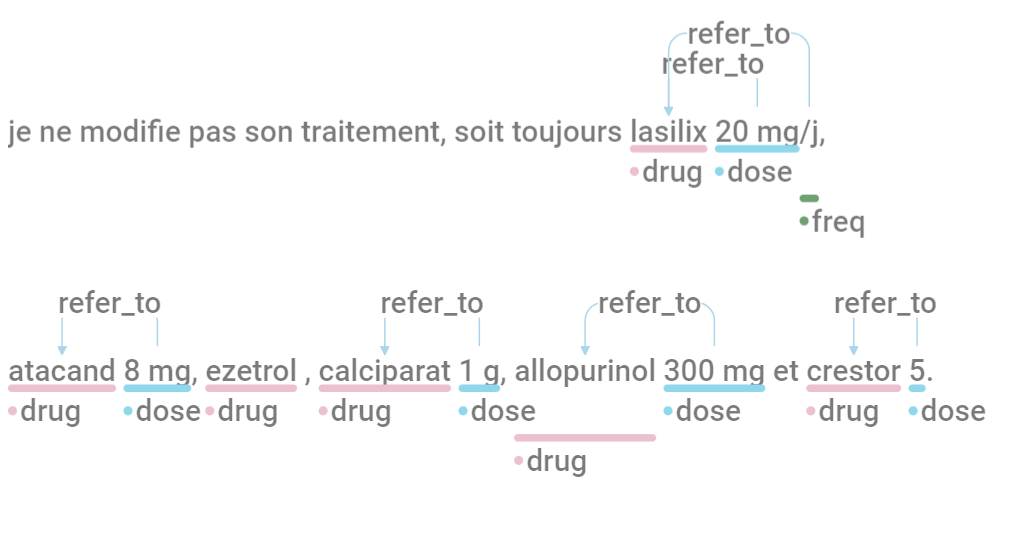 refer_to
refer_to
je ne modifie pas son traitement, soit toujours lasilix 20 mg/j,
drug dose
freq
refer_to refer_to refer_to refer_to
atacand 8 mg, ezetrol , calciparat 1 g, allopurinol 300 mg et crestor 5.
drug dose drug drug dose dose drug dose
drug